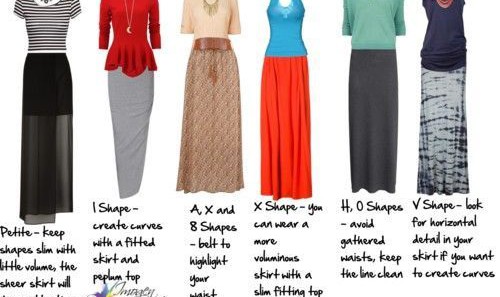 Petite - keep
shapes slim with
little volume, the
sheer skirt will
I Shape -
create curves
with a fitted
skirt and
peplum top
A, X and
8 Shapes
- belt to
highlight
your
waist
X Shape - you
can wear a
more
voluminous
skirt with a
slim fitting top
H, O Shapes
- avoid
gathered
waists, keep
the line clean
V Shape - look
for horizontal
detail in your
skirt if you want
to create curves
Imogen